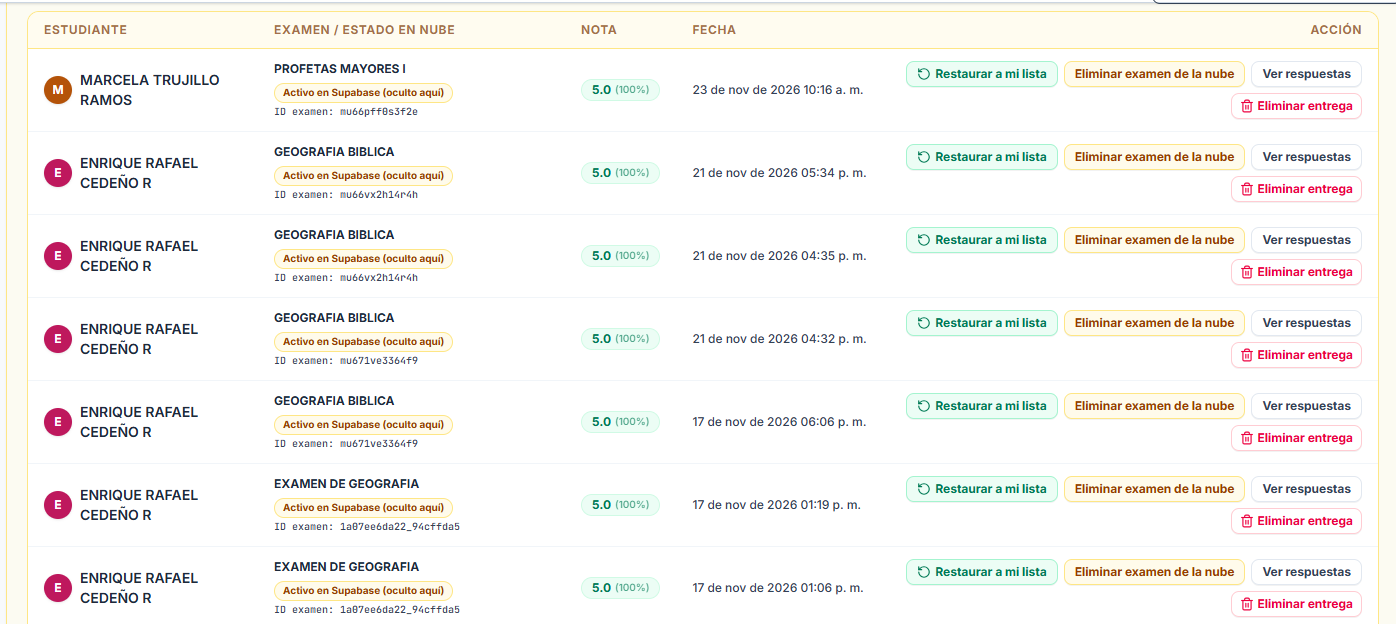 ESTUDIANTE EXAMEN / ESTADO EN NUBE NOTA FECHA ACCIÓN
M MARCELA TRUJILLO RAMOS
PROFETAS MAYORES I
Activo en Supabase (oculto aquí)
ID examen: mu66pff0s3f2e
5.0 (100%)
23 de nov de 2026 10:16 a. m.
Restaurar a mi lista Eliminar examen de la nube Ver respuestas
Eliminar entrega
E ENRIQUE RAFAEL CEDEÑO R
GEOGRAFIA BIBLICA
Activo en Supabase (oculto aquí)
ID examen: mu66vx2h14r4h
5.0 (100%)
21 de nov de 2026 05:34 p. m.
Restaurar a mi lista Eliminar examen de la nube Ver respuestas
Eliminar entrega
E ENRIQUE RAFAEL CEDEÑO R
GEOGRAFIA BIBLICA
Activo en Supabase (oculto aquí)
ID examen: mu66vx2h14r4h
5.0 (100%)
21 de nov de 2026 04:35 p. m.
Restaurar a mi lista Eliminar examen de la nube Ver respuestas
Eliminar entrega
E ENRIQUE RAFAEL CEDEÑO R
GEOGRAFIA BIBLICA
Activo en Supabase (oculto aquí)
ID examen: mu671ve3364f9
5.0 (100%)
21 de nov de 2026 04:32 p. m.
Restaurar a mi lista Eliminar examen de la nube Ver respuestas
Eliminar entrega
E ENRIQUE RAFAEL CEDEÑO R
GEOGRAFIA BIBLICA
Activo en Supabase (oculto aquí)
ID examen: mu671ve3364f9
5.0 (100%)
17 de nov de 2026 06:06 p. m.
Restaurar a mi lista Eliminar examen de la nube Ver respuestas
Eliminar entrega
E ENRIQUE RAFAEL CEDEÑO R
EXAMEN DE GEOGRAFIA
Activo en Supabase (oculto aquí)
ID examen: 1a07ee6da22_94cffda5
5.0 (100%)
17 de nov de 2026 01:19 p. m.
Restaurar a mi lista Eliminar examen de la nube Ver respuestas
Eliminar entrega
E ENRIQUE RAFAEL CEDEÑO R
EXAMEN DE GEOGRAFIA
Activo en Supabase (oculto aquí)
ID examen: 1a07ee6da22_94cffda5
5.0 (100%)
17 de nov de 2026 01:06 p. m.
Restaurar a mi lista Eliminar examen de la nube Ver respuestas
Eliminar entrega